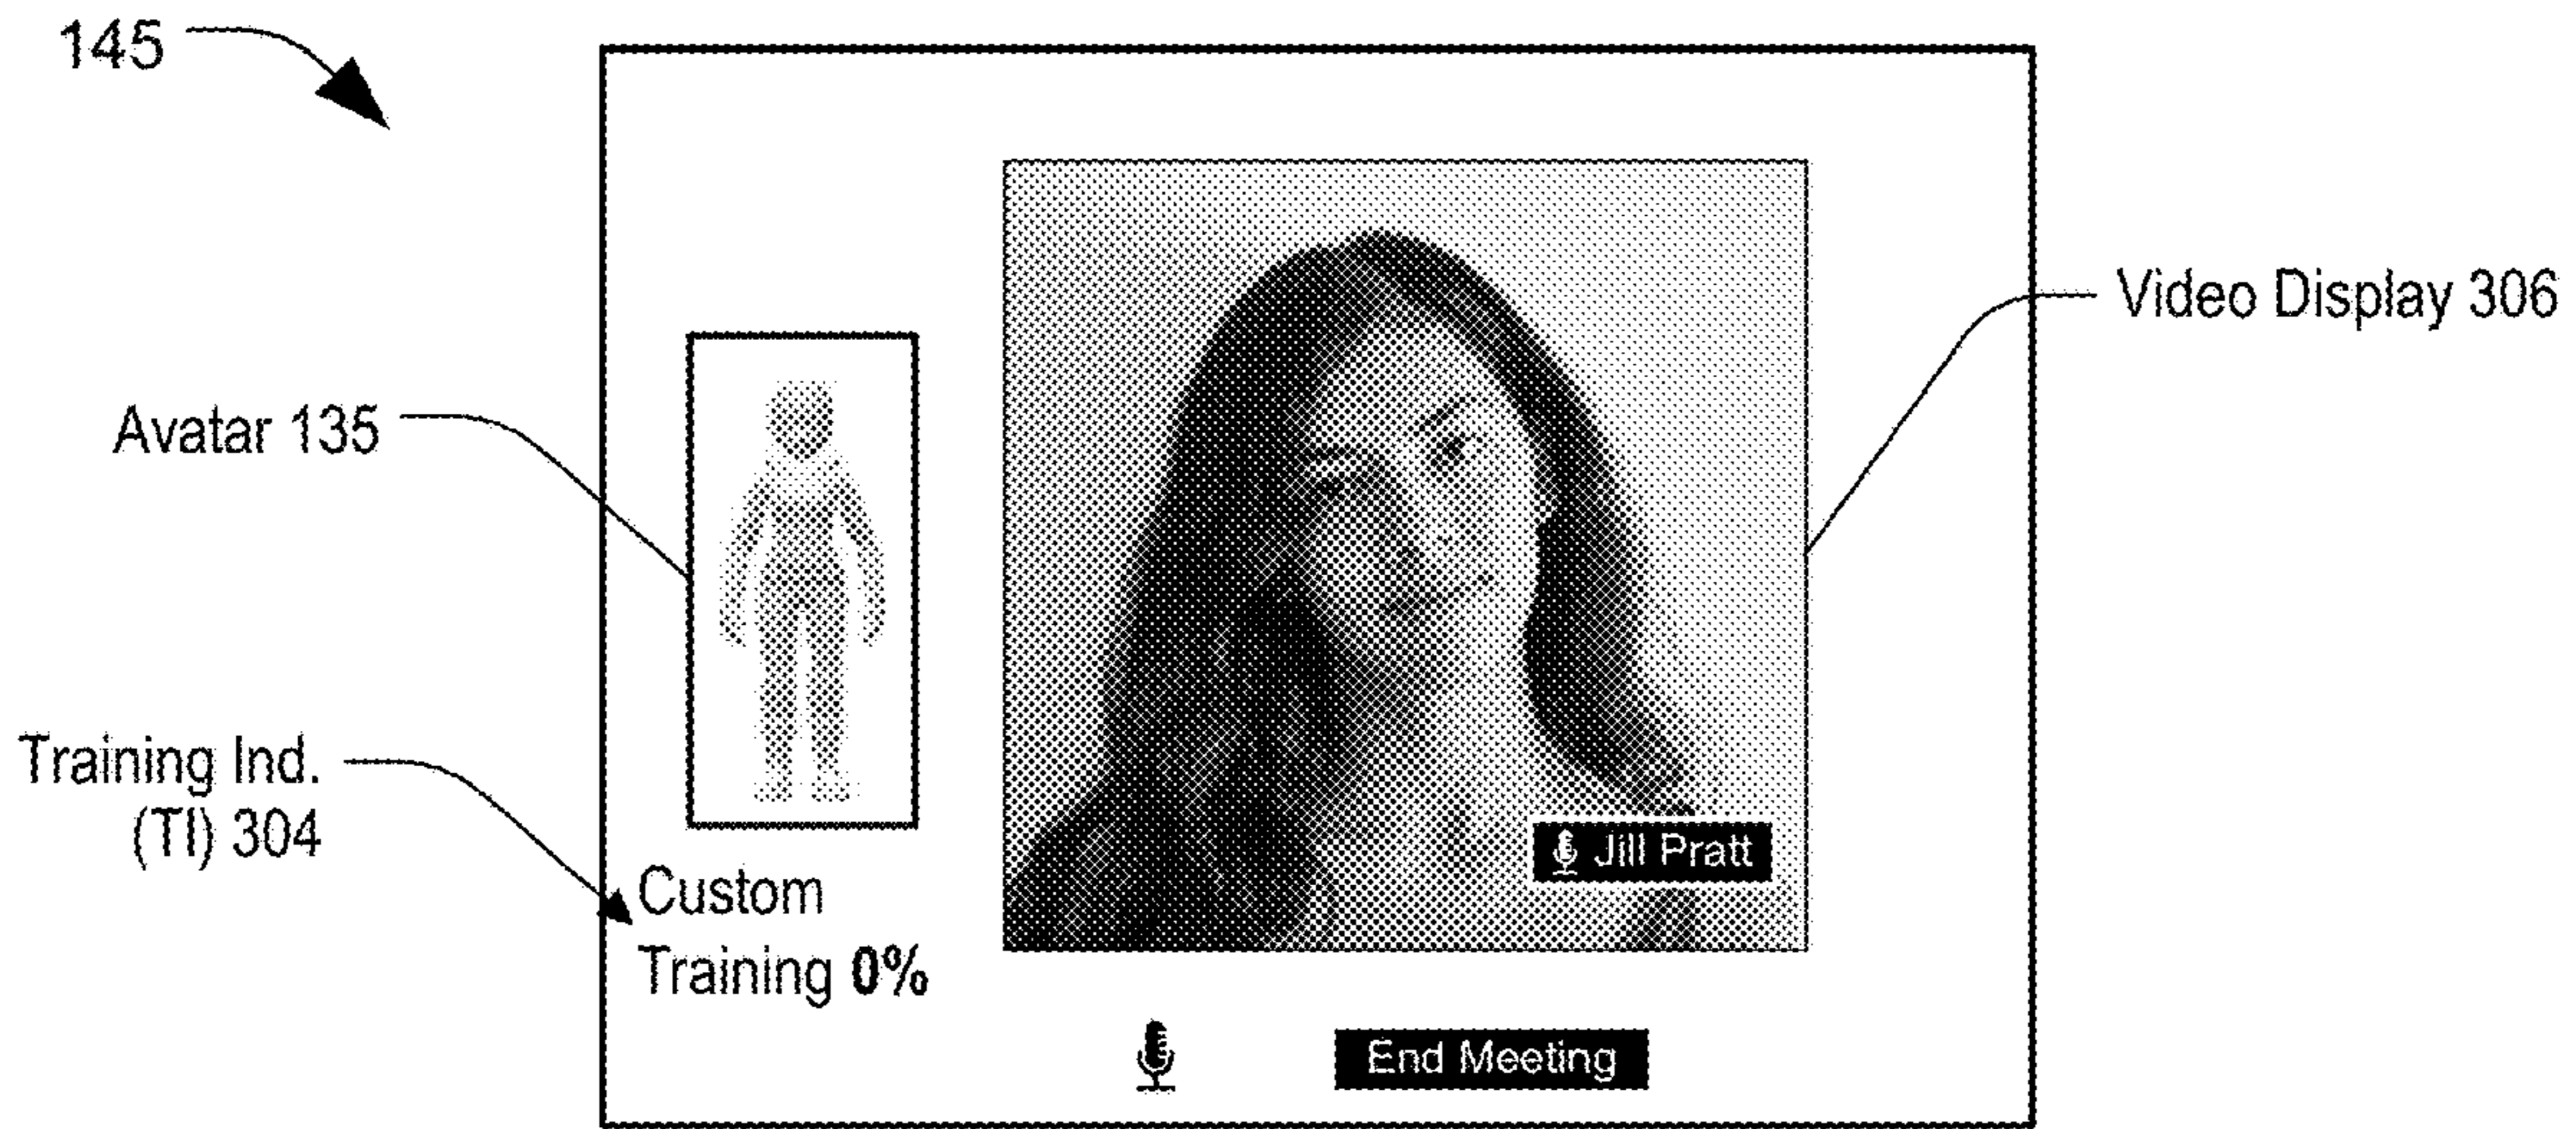 145
Video Display 306
Avatar 135
Training Ind.
(TI) 304
Jill Pratt
Custom
Training 0%
End Meeting